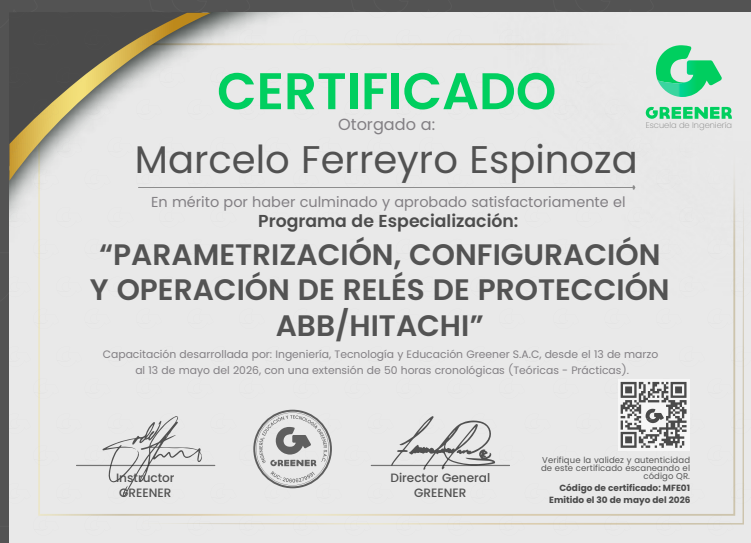 CERTIFICADO
Otorgado a:
GREENER
Escuela de Ingeniería
Marcelo Ferreyro Espinoza
En mérito por haber culminado y aprobado satisfactoriamente el
Programa de Especialización:
“PARAMETRIZACIÓN, CONFIGURACIÓN
Y OPERACIÓN DE RELÉS DE PROTECCIÓN
ABB/HITACHI”
Capacitación desarrollada por: Ingeniería, Tecnología y Educación Greener S.A.C, desde el 13 de marzo
al 13 de mayo del 2026, con una extensión de 50 horas cronológicas (Teóricas - Prácticas).
Instructor
GREENER
INGENIERÍA, EDUCACIÓN Y TECNOLOGÍA GREENER S.A.C.
GREENER
Director General
GREENER
Verifique la validez y autenticidad
de este certificado escaneando el
código QR.
Código de certificado: MFE01
Emitido el 30 de mayo del 2026